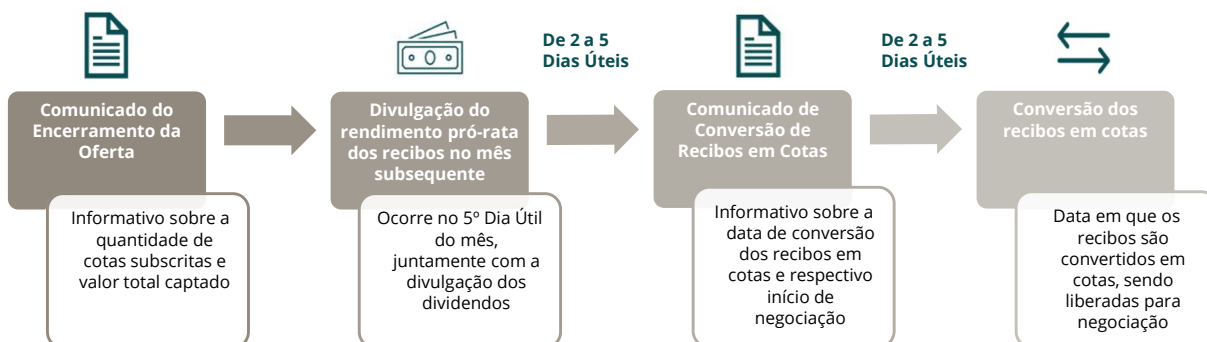 Comunicado do
Encerramento da
Oferta
Informativo sobre a
quantidade de
cotas subscritas e
valor total captado
Divulgação do
rendimento pró-rata
dos recibos no mês
subsequente
Ocorre no 5º Dia Útil
do mês,
juntamente com a
divulgação dos
dividendos
De 2 a 5
Dias Úteis
Comunicado de
Conversão de
Recibos em Cotas
Informativo sobre a
data de conversão
dos recibos em
cotas e respectivo
início de
negociação
De 2 a 5
Dias Úteis
Conversão dos
recibos em cotas
Data em que os
recibos são
convertidos em
cotas, sendo
liberadas para
negociação